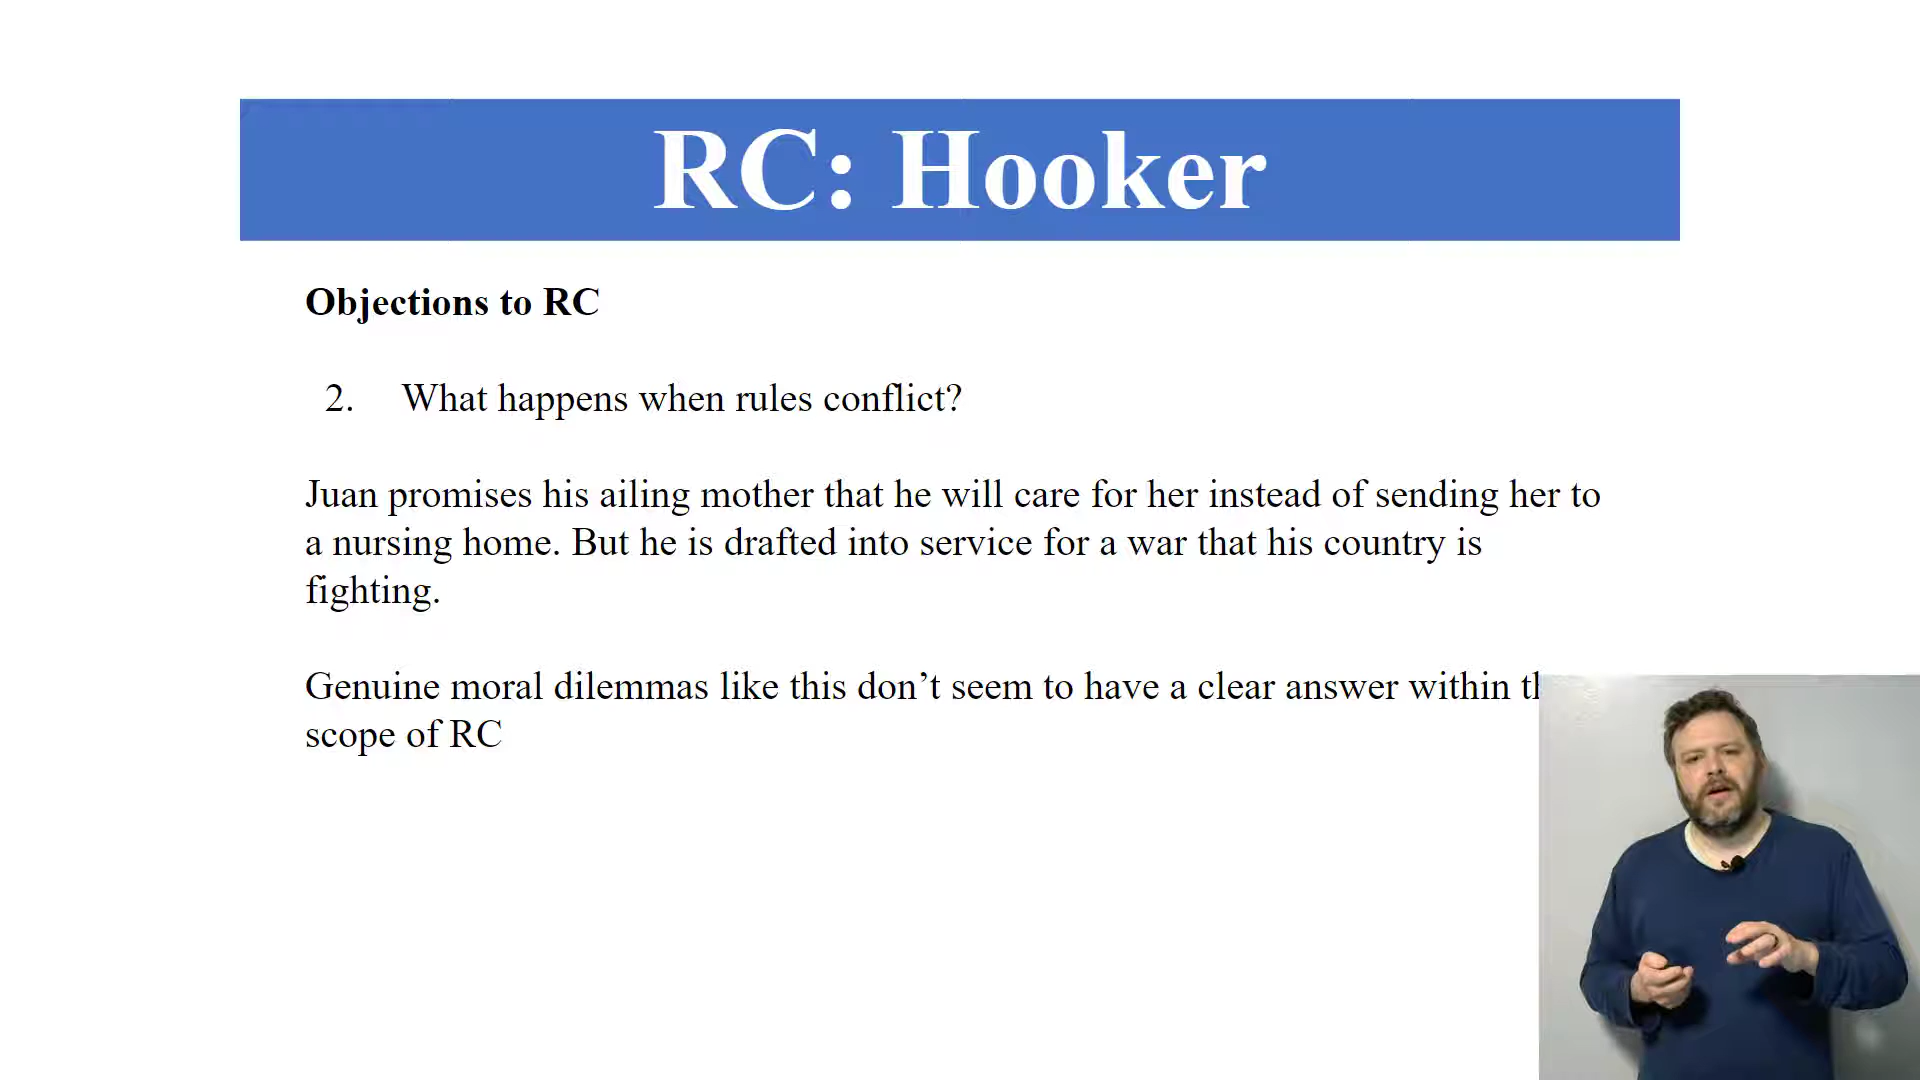 RC: Hooker
Objections to RC
2. What happens when rules conflict?
Juan promises his ailing mother that he will care for her instead of sending her to
a nursing home. But he is drafted into service for a war that his country is
fighting.
Genuine moral dilemmas like this don’t seem to have a clear answer within
scope of RC